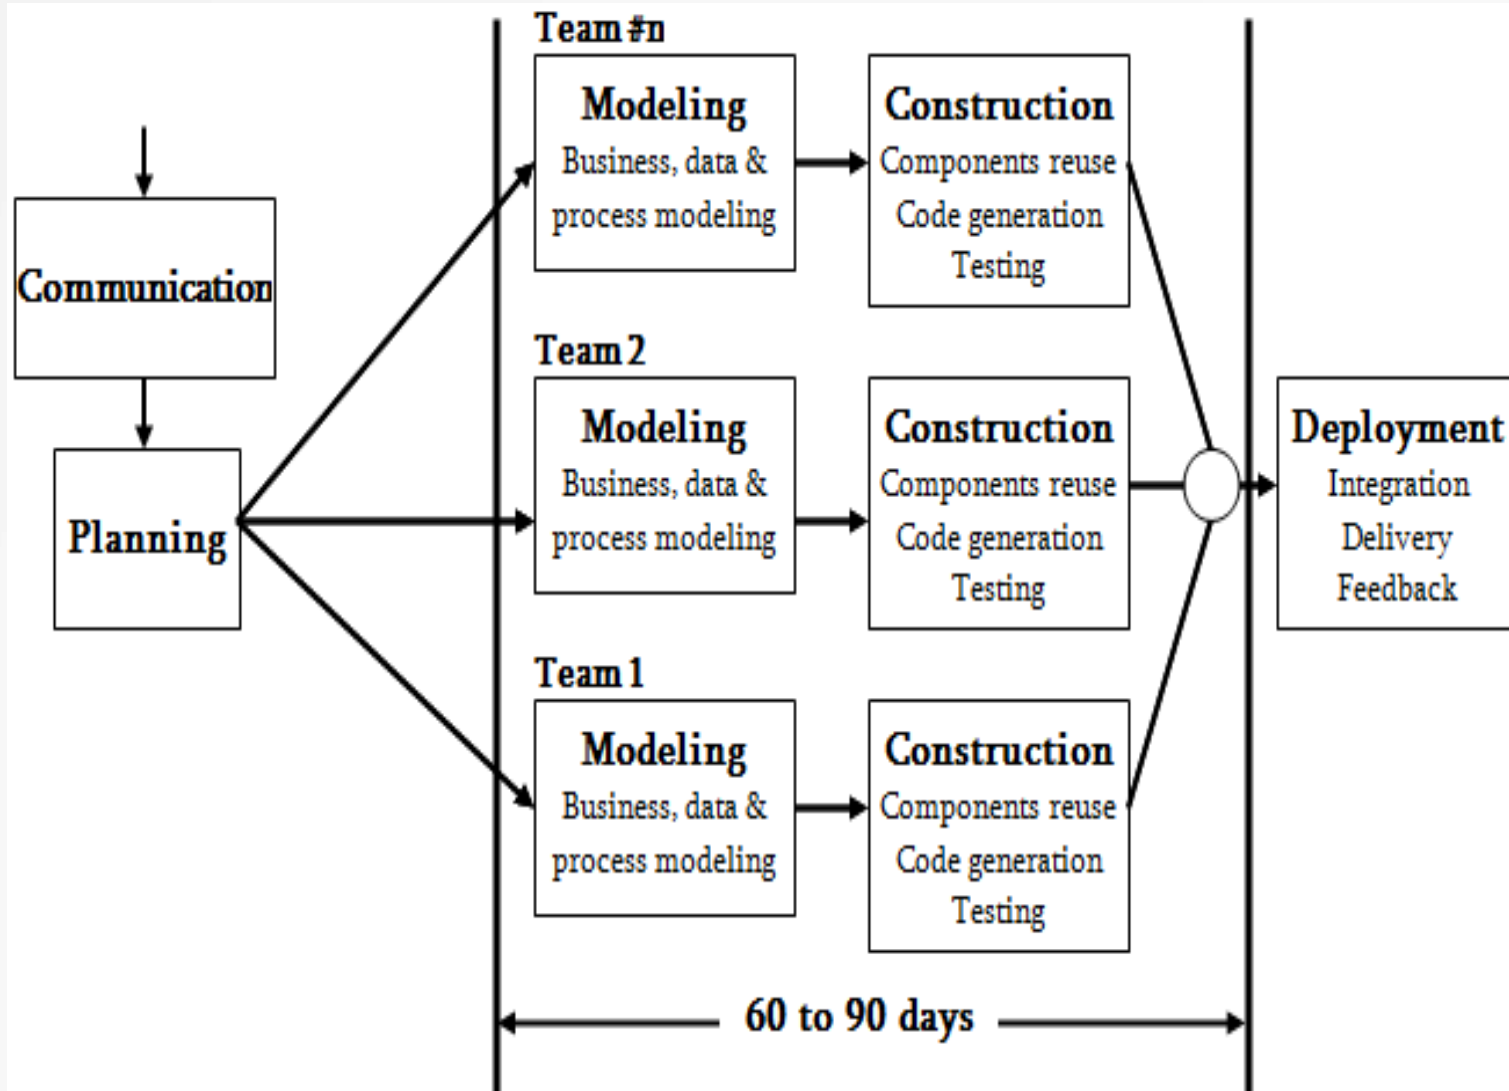 Communication
Planning
Team #n
Modeling
Business, data &
process modeling
Construction
Components reuse
Code generation
Testing
Team 2
Modeling
Business, data &
process modeling
Construction
Components reuse
Code generation
Testing
Team 1
Modeling
Business, data &
process modeling
Construction
Components reuse
Code generation
Testing
Deployment
Integration
Delivery
Feedback
60 to 90 days